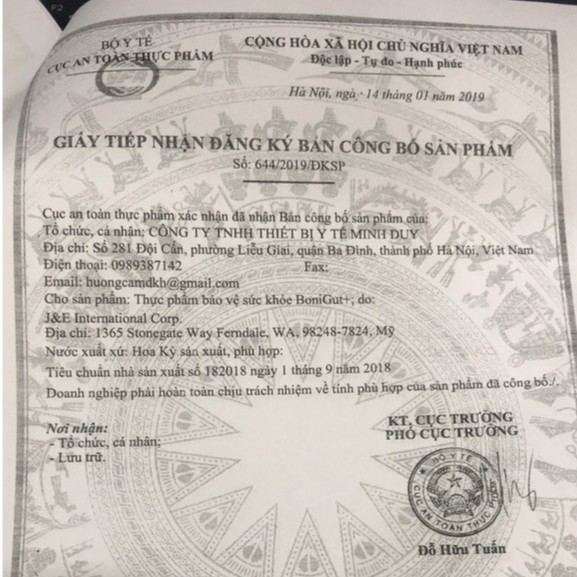 BỘ Y TẾ
CỤC AN TOÀN THỰC PHẨM
CỘNG HÒA XÃ HỘI CHỦ NGHĨA VIỆT NAM
Độc lập - Tự do - Hạnh phúc
Hà Nội, ngày 14 tháng 01 năm 2019
GIẤY TIẾP NHẬN ĐĂNG KÝ BẢN CÔNG BỐ SẢN PHẨM
Số: 644/2019/ĐKSP
Cục an toàn thực phẩm xác nhận đã nhận Bản công bố sản phẩm của:
Tổ chức, cá nhân: CÔNG TY TNHH THIẾT BỊ Y TẾ MINH DUY
Địa chỉ: Số 281 Đội Cấn, phường Liễu Giai, quận Ba Đình, thành phố Hà Nội, Việt Nam
Điện thoại: 0989387142 Fax:
Email: huongcamdkh@gmail.com
Cho sản phẩm: Thực phẩm bảo vệ sức khỏe BoniGut+; do:
J&E International Corp.
Địa chỉ: 1365 Stonegate Way Ferndale, WA, 98248-7824, Mỹ
Nước xuất xứ: Hoa Kỳ sản xuất, phù hợp:
Tiêu chuẩn nhà sản xuất số 182018 ngày 1 tháng 9 năm 2018
Doanh nghiệp phải hoàn toàn chịu trách nhiệm về tính phù hợp của sản phẩm đã công bố./.
Nơi nhận:
- Tổ chức, cá nhân;
- Lưu trữ.
KT. CỤC TRƯỞNG
PHÓ CỤC TRƯỞNG
BỘ Y TẾ
CỤC AN TOÀN THỰC PHẨM
Đỗ Hữu Tuấn